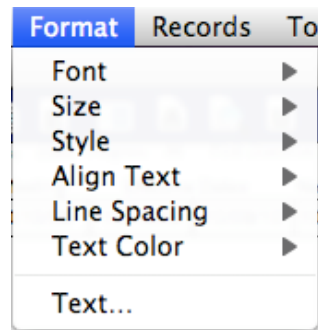 Format Records To
Font
Size
Style
Align Text
Line Spacing
Text Color
Text...